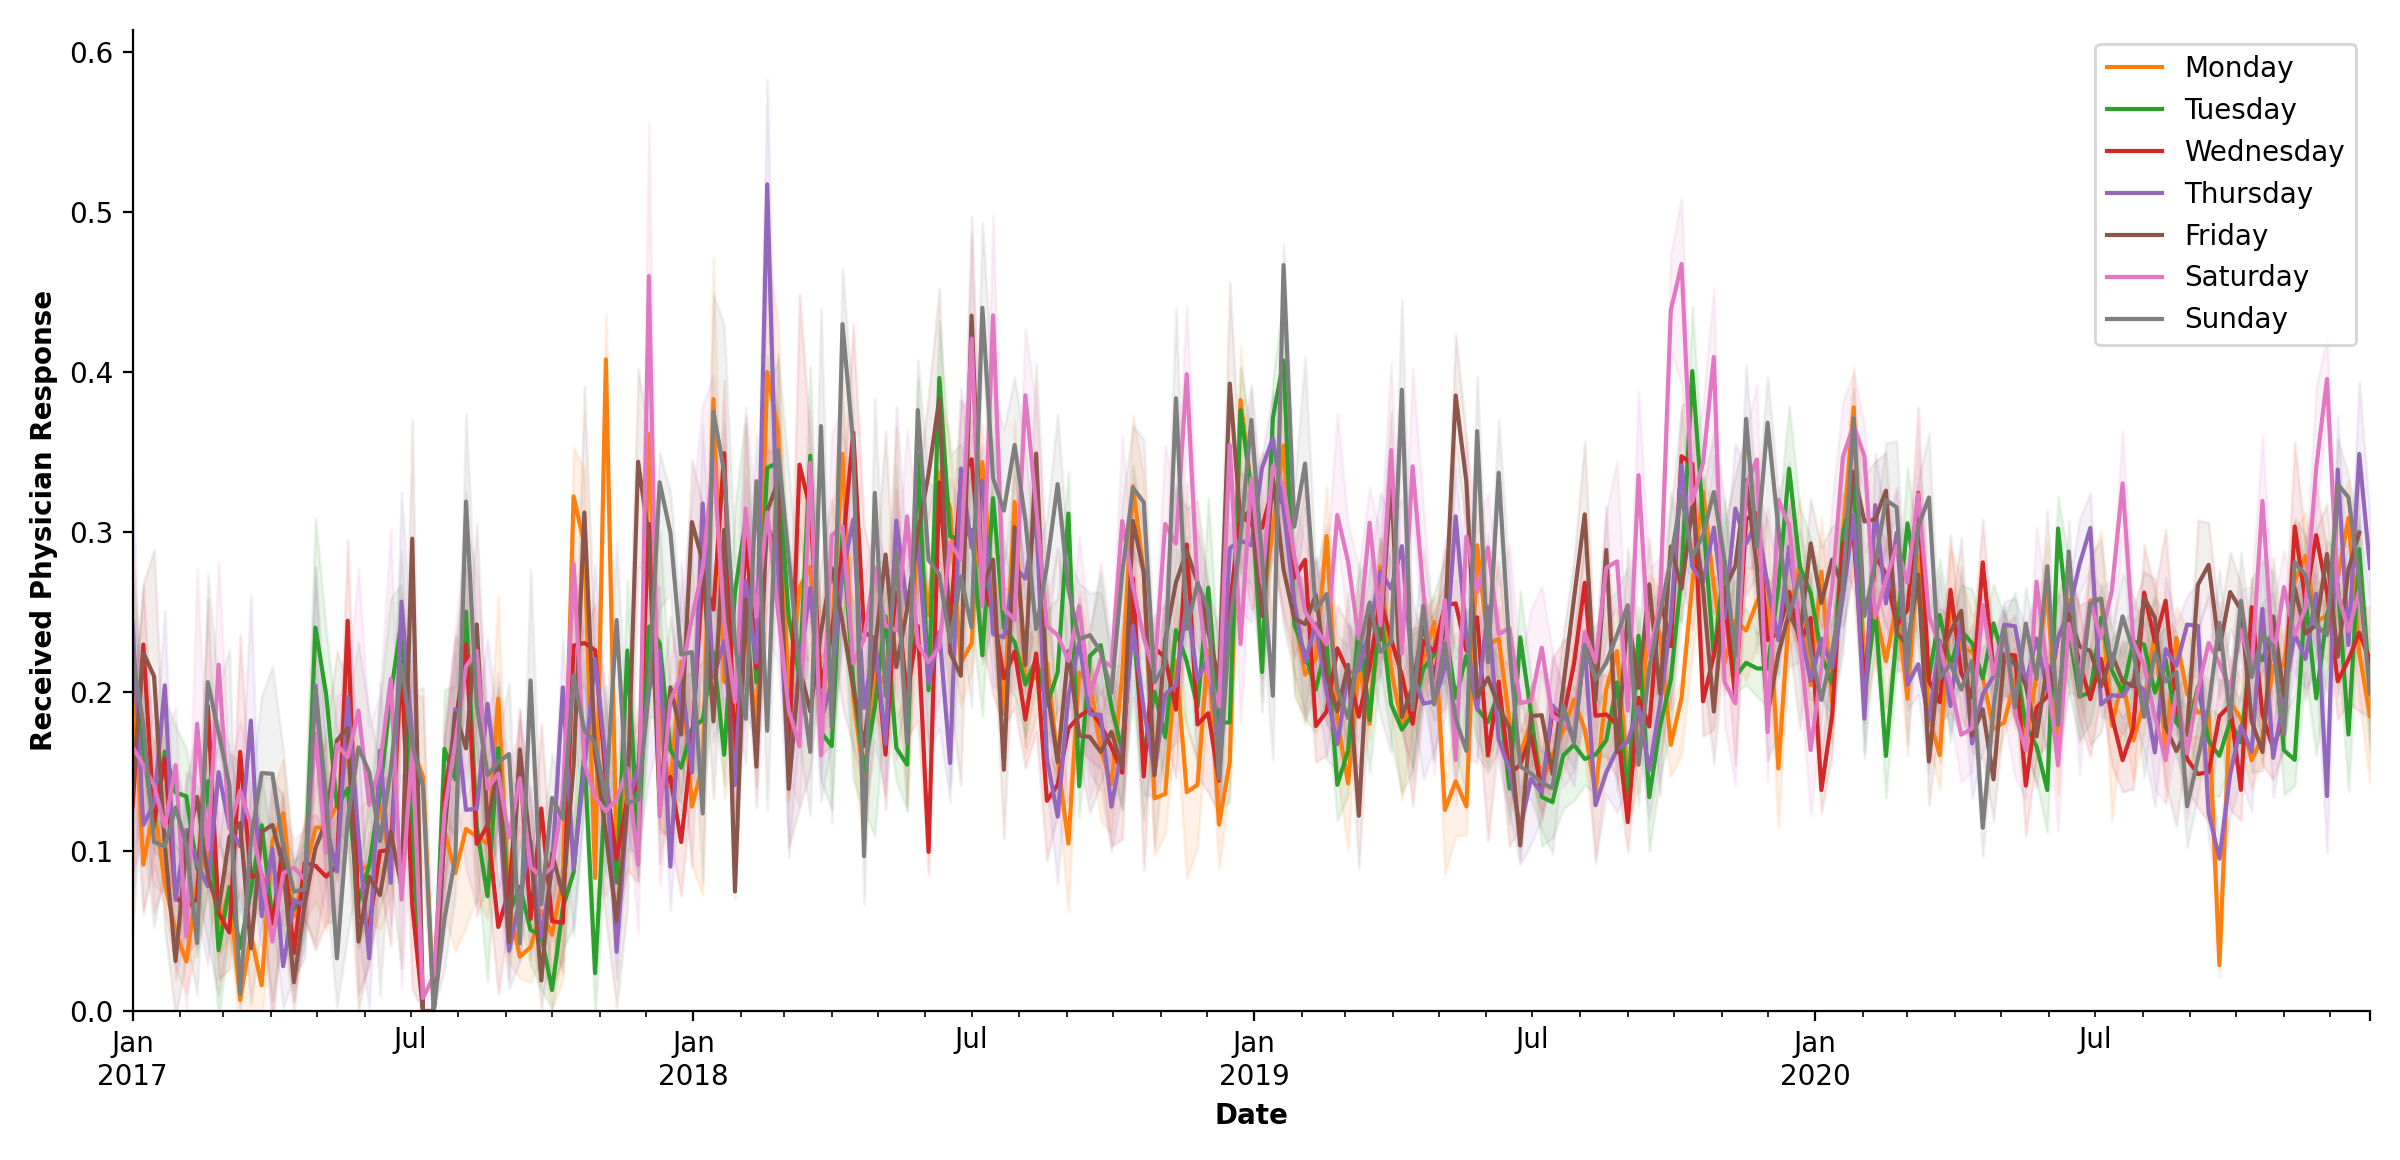 Received Physician Response
0.6
0.5
0.4
0.3
0.2
0.1
0.0
Monday
Tuesday
Wednesday
Thursday
Friday
Saturday
Sunday
Jan Jul Jan Jul Jan Jul Jan Jul
2017 2018 2019 2020
Date